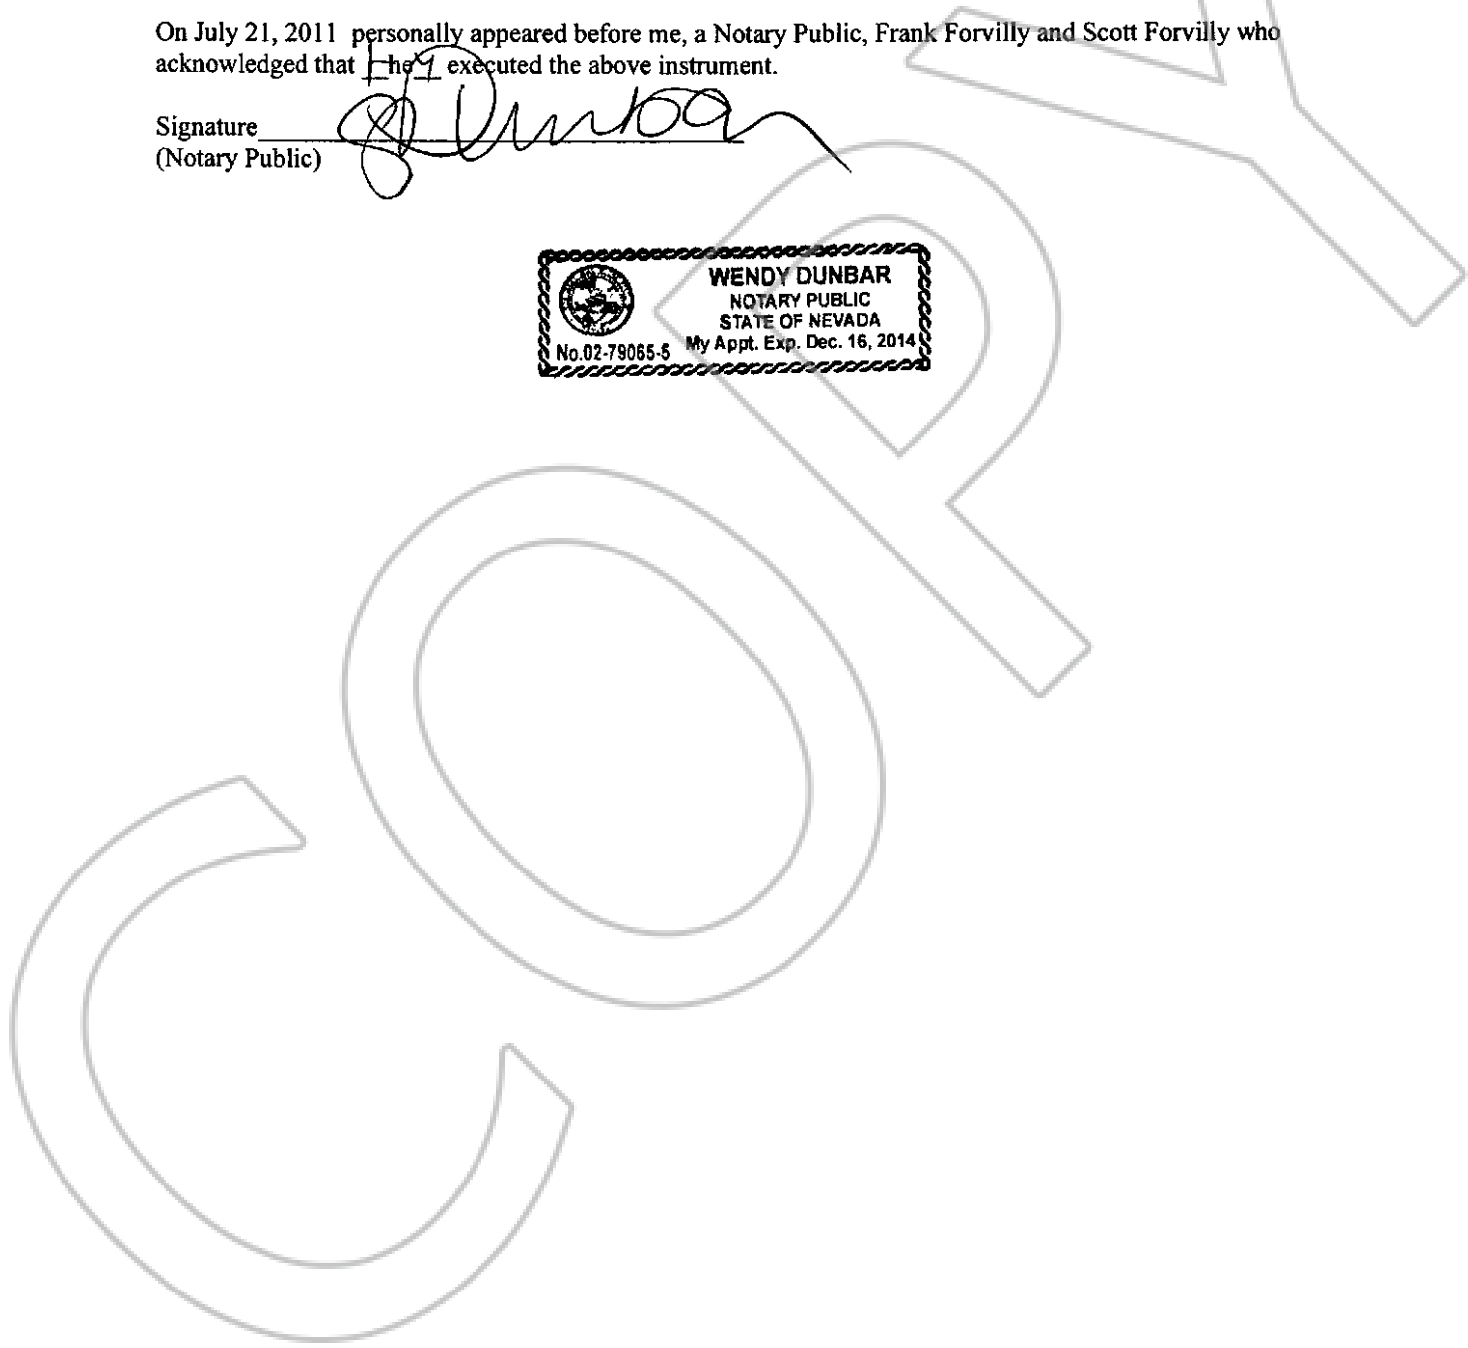 On July 21, 2011 personally appeared before me, a Notary Public, Frank Forvilly and Scott Forvilly who
acknowledged that they executed the above instrument.
Signature Dunbar
(Notary Public)
WENDY DUNBAR
NOTARY PUBLIC
STATE OF NEVADA
No.02-79065-5 My Appt. Exp. Dec. 16, 2014
COPY